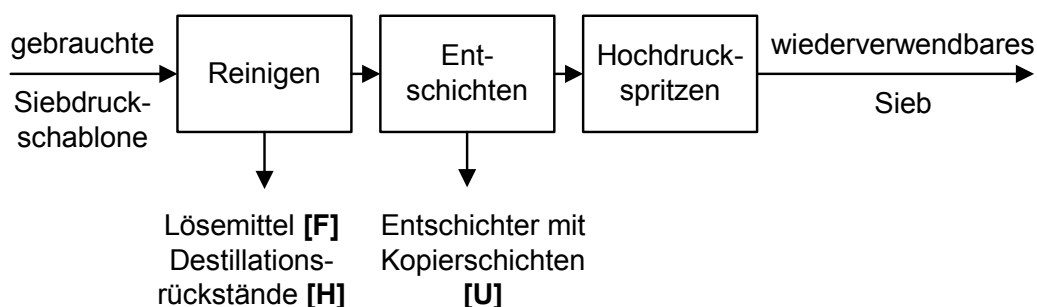 gebrauchte
Siebdruck-
schablone
Reinigen
Ent-
schichten
Hochdruck-
spritzen
wiederverwendbares
Sieb
Lösemittel [F]
Destillations-
rückstände [H]
Entschichter mit
Kopierschichten
[U]